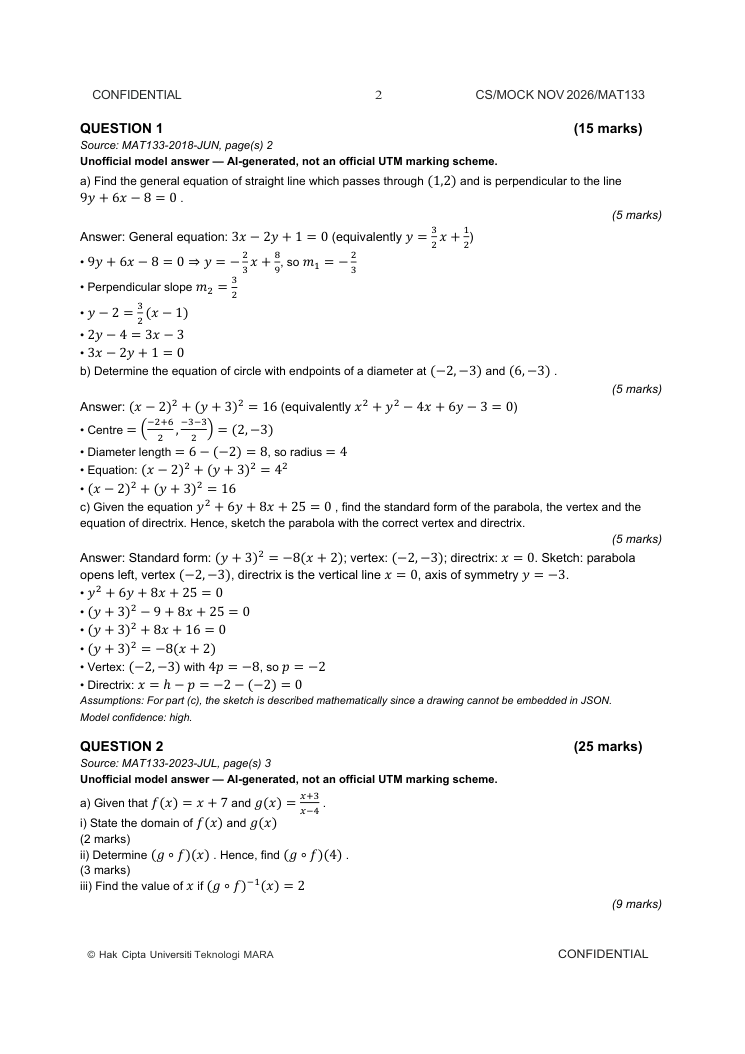 CONFIDENTIAL 2 CS/MOCK NOV 2026/MAT133
QUESTION 1 (15 marks)
Source: MAT133-2018-JUN, page(s) 2
Unofficial model answer — AI-generated, not an official UTM marking scheme.
a) Find the general equation of straight line which passes through (1,2) and is perpendicular to the line
9y + 6x − 8 = 0 .
(5 marks)
Answer: General equation: 3x − 2y + 1 = 0 (equivalently y = 3/2 x + 1/2)
• 9y + 6x − 8 = 0 ⇒ y = −2/3 x + 8/9, so m₁ = −2/3
• Perpendicular slope m₂ = 3/2
• y − 2 = 3/2 (x − 1)
• 2y − 4 = 3x − 3
• 3x − 2y + 1 = 0
b) Determine the equation of circle with endpoints of a diameter at (−2, −3) and (6, −3) .
(5 marks)
Answer: (x − 2)² + (y + 3)² = 16 (equivalently x² + y² − 4x + 6y − 3 = 0)
• Centre = (−2+6/2, −3−3/2) = (2, −3)
• Diameter length = 6 − (−2) = 8, so radius = 4
• Equation: (x − 2)² + (y + 3)² = 4²
• (x − 2)² + (y + 3)² = 16
c) Given the equation y² + 6y + 8x + 25 = 0 , find the standard form of the parabola, the vertex and the
equation of directrix. Hence, sketch the parabola with the correct vertex and directrix.
(5 marks)
Answer: Standard form: (y + 3)² = −8(x + 2); vertex: (−2, −3); directrix: x = 0. Sketch: parabola
opens left, vertex (−2, −3), directrix is the vertical line x = 0, axis of symmetry y = −3.
• y² + 6y + 8x + 25 = 0
• (y + 3)² − 9 + 8x + 25 = 0
• (y + 3)² + 8x + 16 = 0
• (y + 3)² = −8(x + 2)
• Vertex: (−2, −3) with 4p = −8, so p = −2
• Directrix: x = h − p = −2 − (−2) = 0
Assumptions: For part (c), the sketch is described mathematically since a drawing cannot be embedded in JSON.
Model confidence: high.
QUESTION 2 (25 marks)
Source: MAT133-2023-JUL, page(s) 3
Unofficial model answer — AI-generated, not an official UTM marking scheme.
a) Given that f(x) = x + 7 and g(x) = x+3/x−4 .
i) State the domain of f(x) and g(x)
(2 marks)
ii) Determine (g ∘ f)(x) . Hence, find (g ∘ f)(4) .
(3 marks)
iii) Find the value of x if (g ∘ f)⁻¹(x) = 2
(9 marks)
© Hak Cipta Universiti Teknologi MARA CONFIDENTIAL